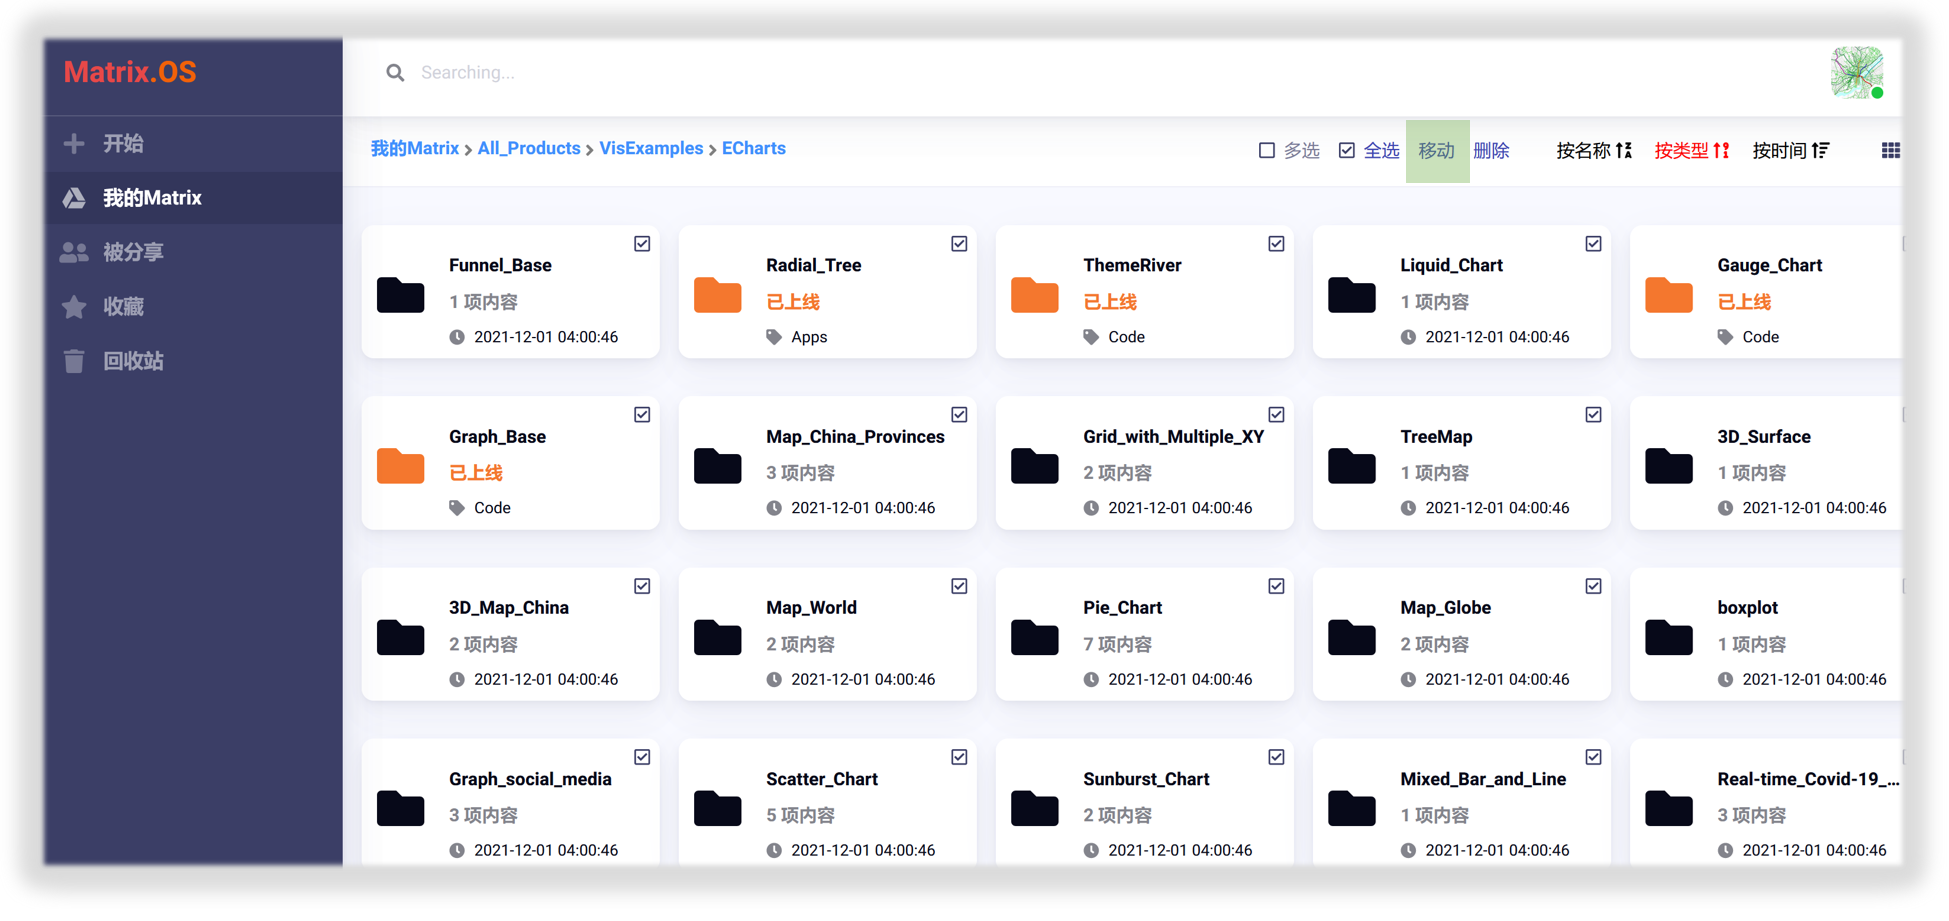 Matrix.OS
Searching...
开始
我的Matrix
被分享
收藏
回收站
我的Matrix > All_Products > VisExamples > ECharts
多选 全选 移动 删除 按名称 按类型 按时间
Funnel_Base
1 项内容
2021-12-01 04:00:46
Radial_Tree
已上线
Apps
ThemeRiver
已上线
Code
Liquid_Chart
1 项内容
2021-12-01 04:00:46
Gauge_Chart
已上线
Code
Graph_Base
已上线
Code
Map_China_Provinces
3 项内容
2021-12-01 04:00:46
Grid_with_Multiple_XY
2 项内容
2021-12-01 04:00:46
TreeMap
1 项内容
2021-12-01 04:00:46
3D_Surface
1 项内容
2021-12-01 04:00:46
3D_Map_China
2 项内容
2021-12-01 04:00:46
Map_World
2 项内容
2021-12-01 04:00:46
Pie_Chart
7 项内容
2021-12-01 04:00:46
Map_Globe
2 项内容
2021-12-01 04:00:46
boxplot
1 项内容
2021-12-01 04:00:46
Graph_social_media
3 项内容
2021-12-01 04:00:46
Scatter_Chart
5 项内容
2021-12-01 04:00:46
Sunburst_Chart
2 项内容
2021-12-01 04:00:46
Mixed_Bar_and_Line
1 项内容
2021-12-01 04:00:46
Real-time_Covid-19_...
3 项内容
2021-12-01 04:00:46